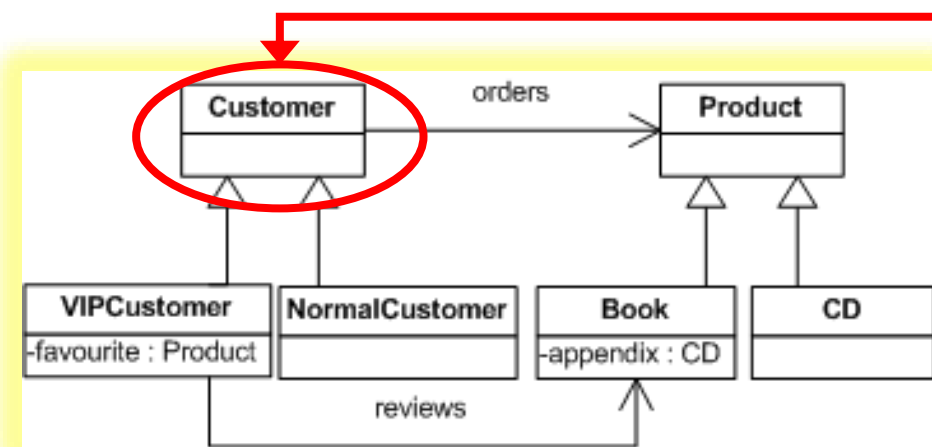 Customer
orders
Product
VIPCustomer
-favourite : Product
NormalCustomer
Book
-appendix : CD
CD
reviews